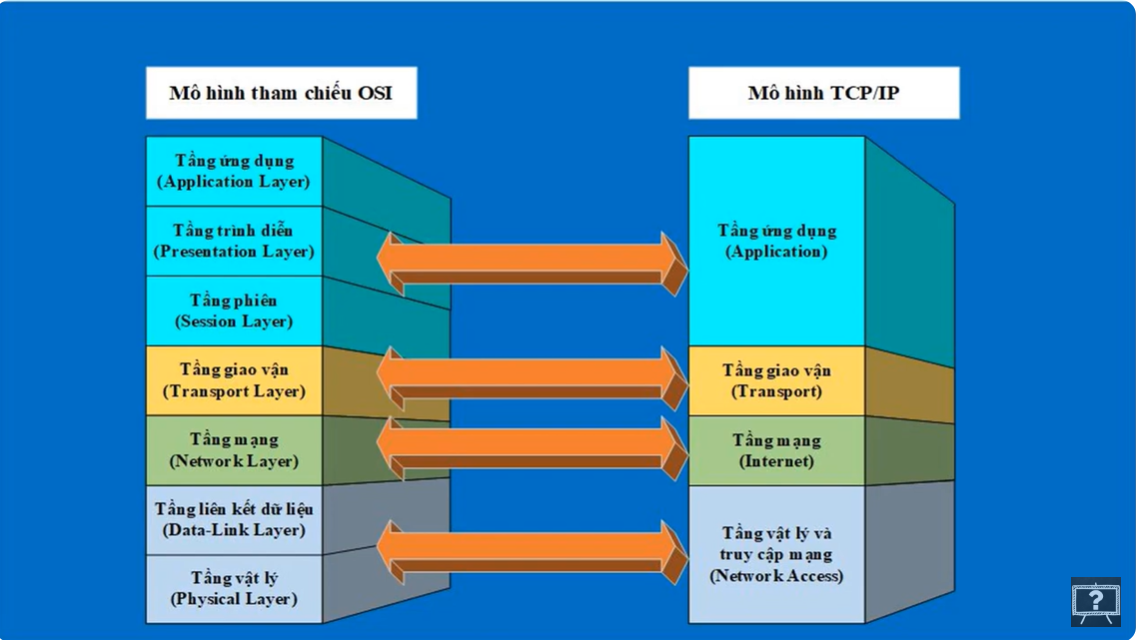 Mô hình tham chiếu OSI
Tầng ứng dụng
(Application Layer)
Tầng trình diễn
(Presentation Layer)
Tầng phiên
(Session Layer)
Tầng giao vận
(Transport Layer)
Tầng mạng
(Network Layer)
Tầng liên kết dữ liệu
(Data-Link Layer)
Tầng vật lý
(Physical Layer)
Mô hình TCP/IP
Tầng ứng dụng
(Application)
Tầng giao vận
(Transport)
Tầng mạng
(Internet)
Tầng vật lý và
truy cập mạng
(Network Access)
?